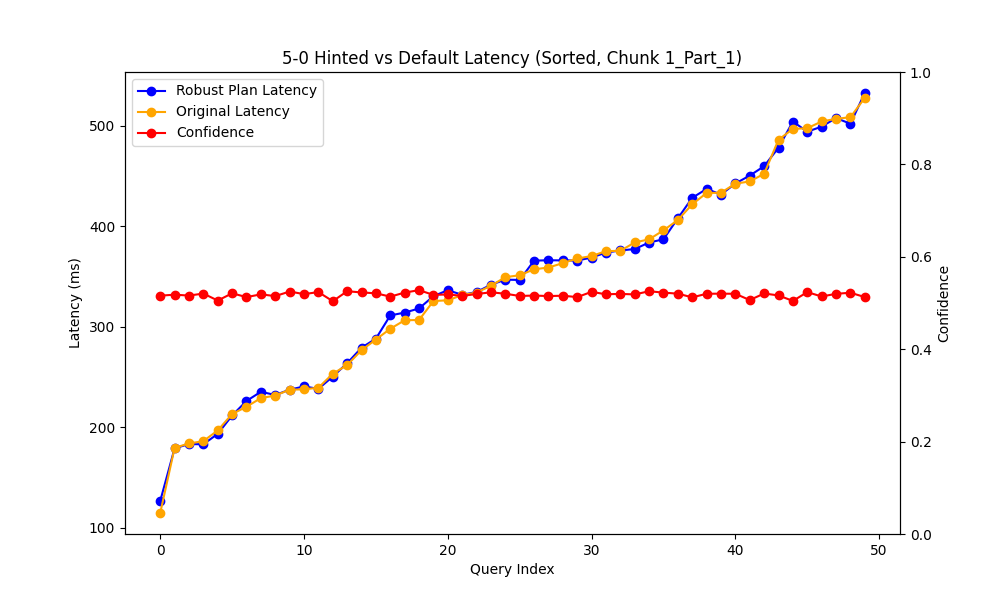 5-0 Hinted vs Default Latency (Sorted, Chunk 1_Part_1)
Robust Plan Latency
Original Latency
Confidence
Latency (ms)
500
400
300
200
100
1.0
0.8
0.6
0.4
0.2
0.0
Confidence
0 10 20 30 40 50
Query Index